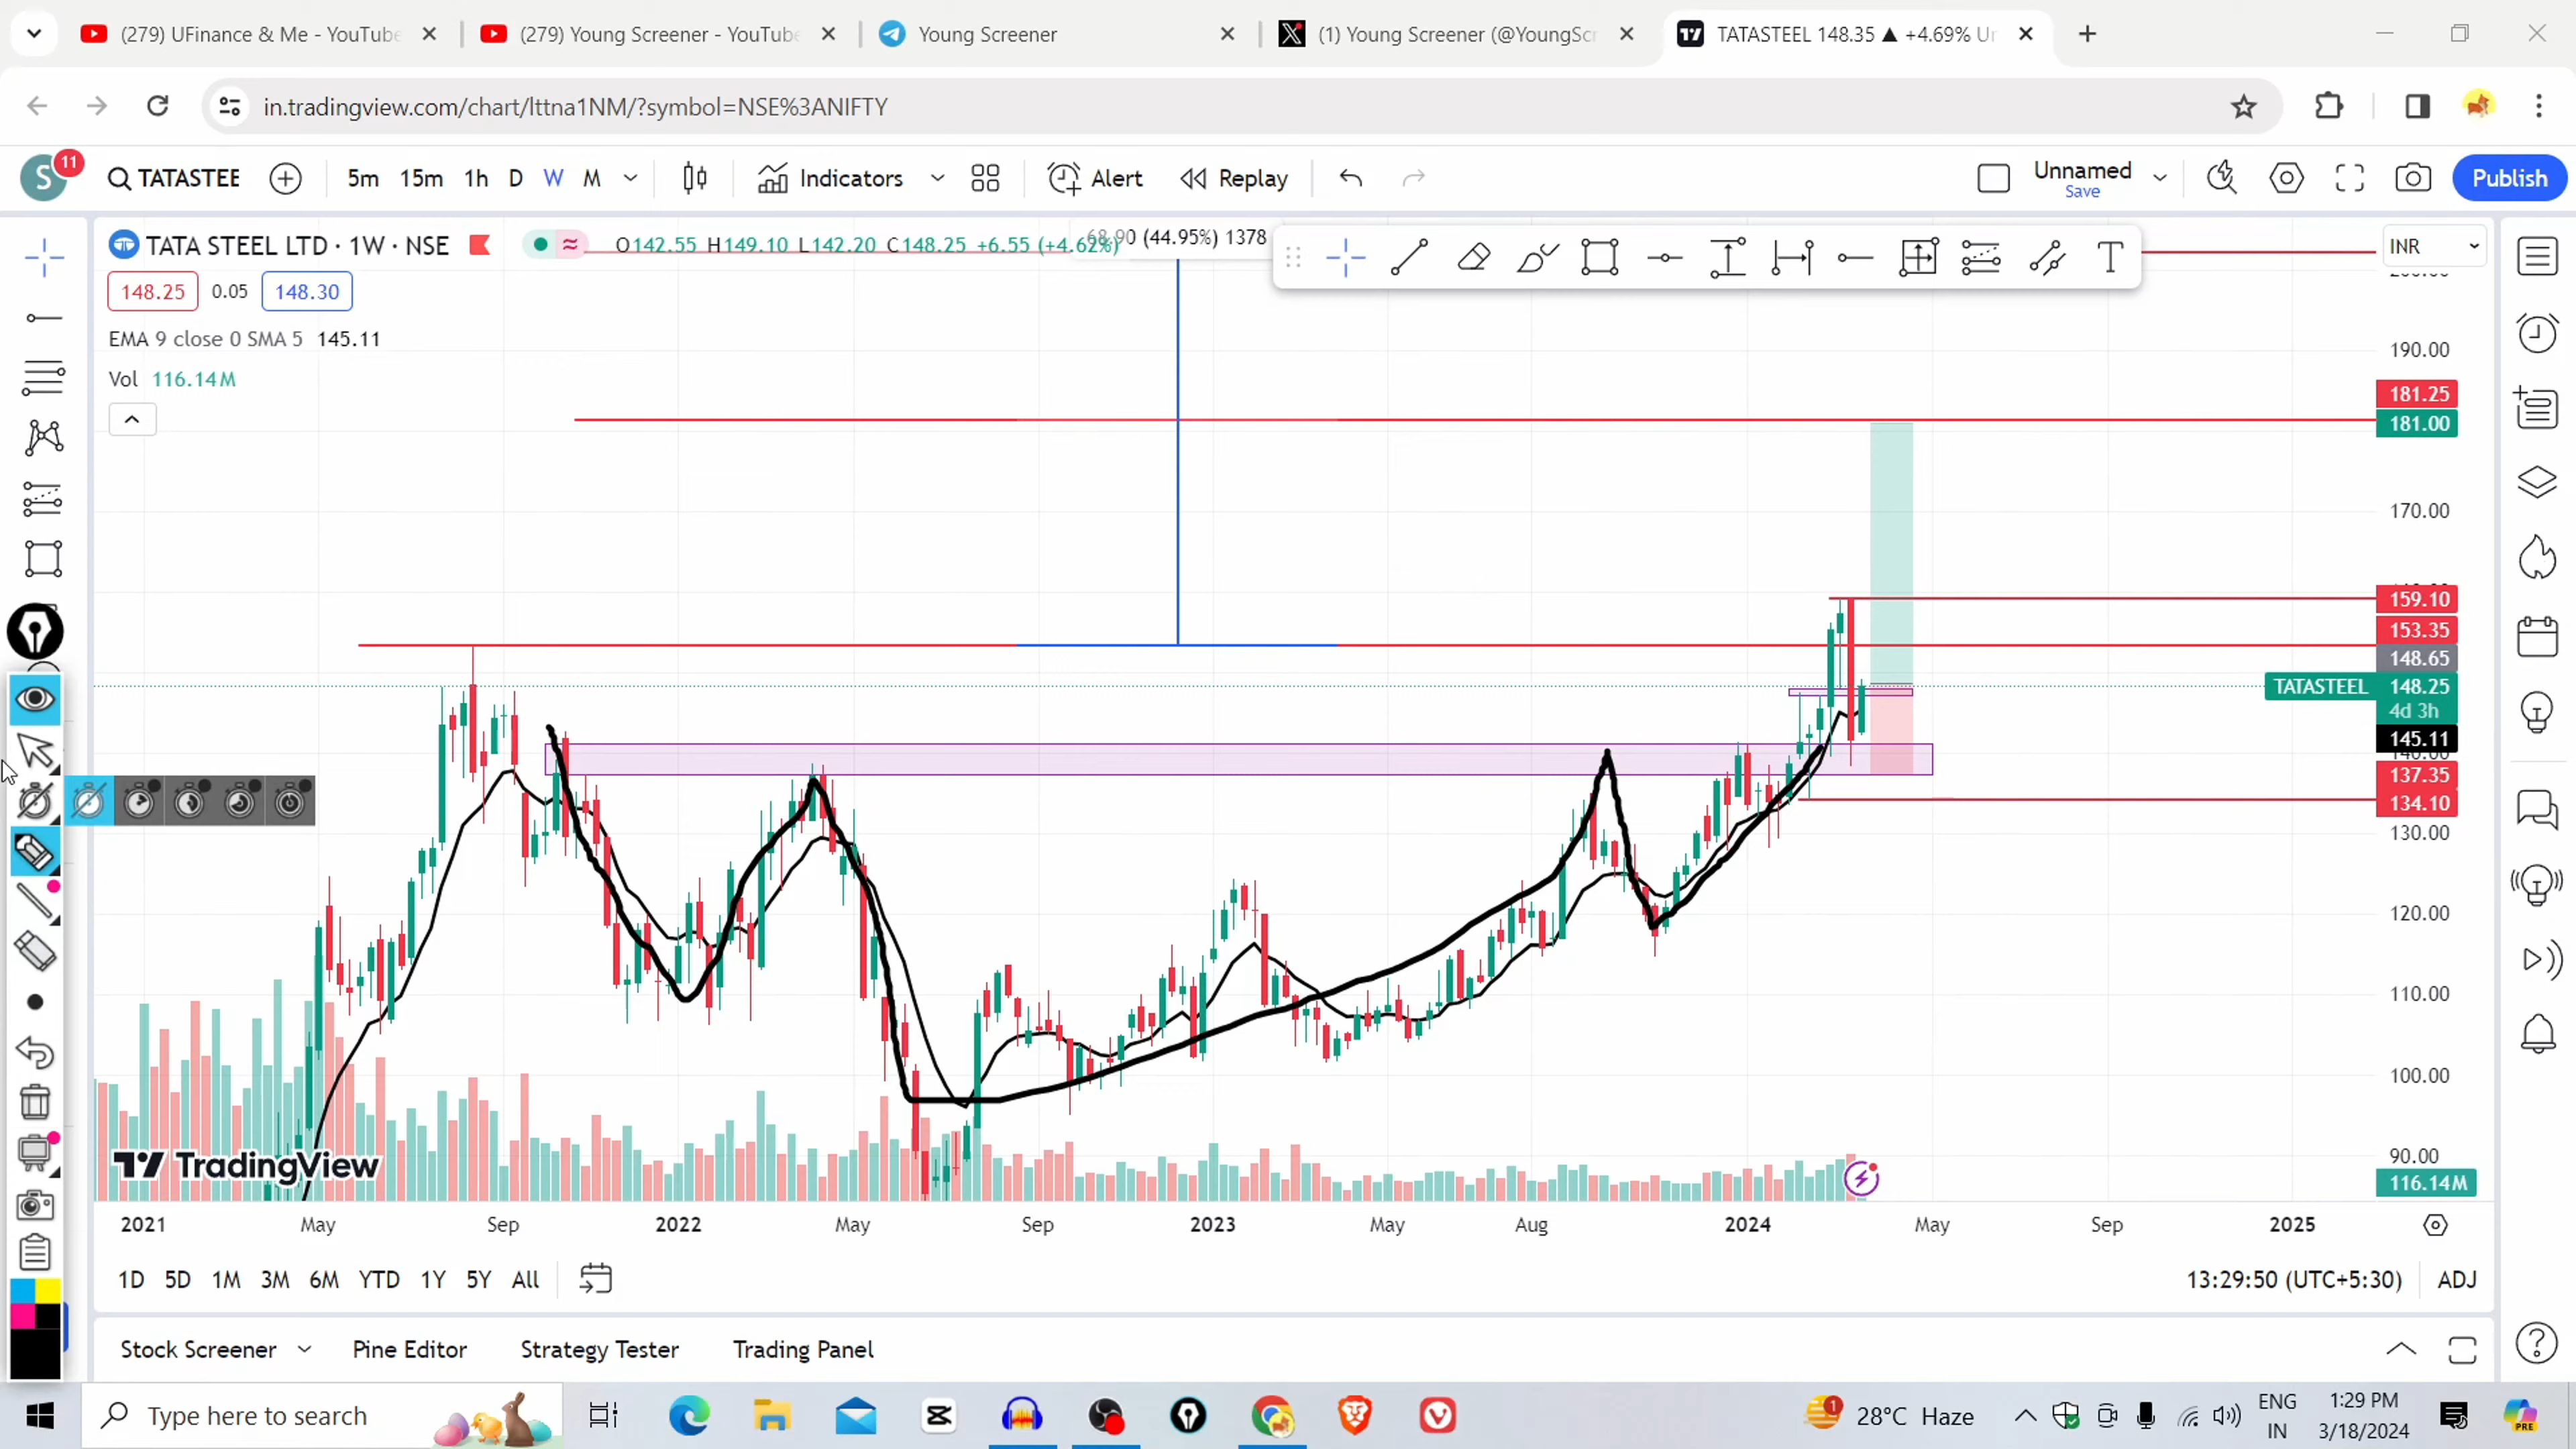 (279) UFinance & Me - YouTube
(279) Young Screener - YouTube
Young Screener
(1) Young Screener (@YoungScr
TATASTEEL 148.35 ▲ +4.69% Un
in.tradingview.com/chart/lttna1NM/?symbol=NSE%3ANIFTY
S 11
TATASTEE
5m 15m 1h D W M
Indicators
Alert
Replay
Unnamed
Save
Publish
TATA STEEL LTD · 1W · NSE
O142.55 H149.10 L142.20 C148.25 +6.55 (+4.62%)
68.90 (44.95%) 1378
INR
148.25 0.05 148.30
EMA 9 close 0 SMA 5 145.11
Vol 116.14M
190.00
181.25
181.00
170.00
159.10
153.35
148.65
TATASTEEL 148.25
4d 3h
145.11
137.35
134.10
130.00
120.00
110.00
100.00
90.00
116.14M
TradingView
2021 May Sep 2022 May Sep 2023 May Aug 2024 May Sep 2025
1D 5D 1M 3M 6M YTD 1Y 5Y All
13:29:50 (UTC+5:30) ADJ
Stock Screener Pine Editor Strategy Tester Trading Panel
Type here to search
1
28°C Haze
ENG
IN
1:29 PM
3/18/2024
PRE